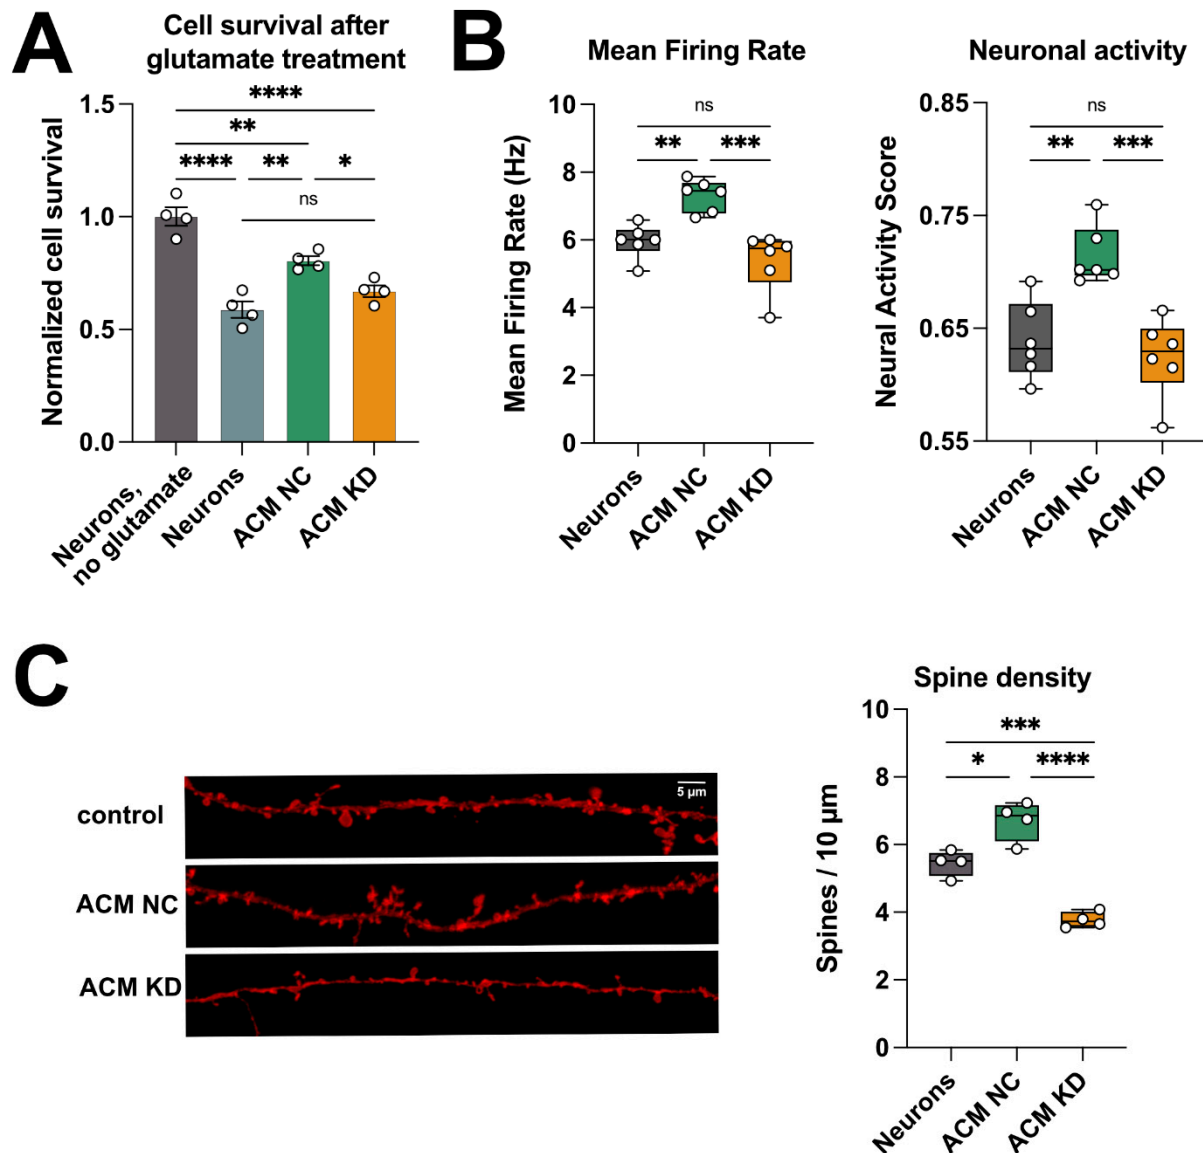 A
Cell survival after
glutamate treatment
Normalized cell survival
1.5
1.0
0.5
0.0
****
**
****
**
*
ns
Neurons,
no glutamate
Neurons
ACM NC
ACM KD
B
Mean Firing Rate
Mean Firing Rate (Hz)
10
8
6
4
2
0
ns
**
***
Neurons
ACM NC
ACM KD
Neuronal activity
Neural Activity Score
0.85
0.75
0.65
0.55
ns
**
***
Neurons
ACM NC
ACM KD
C
control
5 µm
ACM NC
ACM KD
Spine density
Spines / 10 µm
10
8
6
4
2
0
***
*
****
Neurons
ACM NC
ACM KD